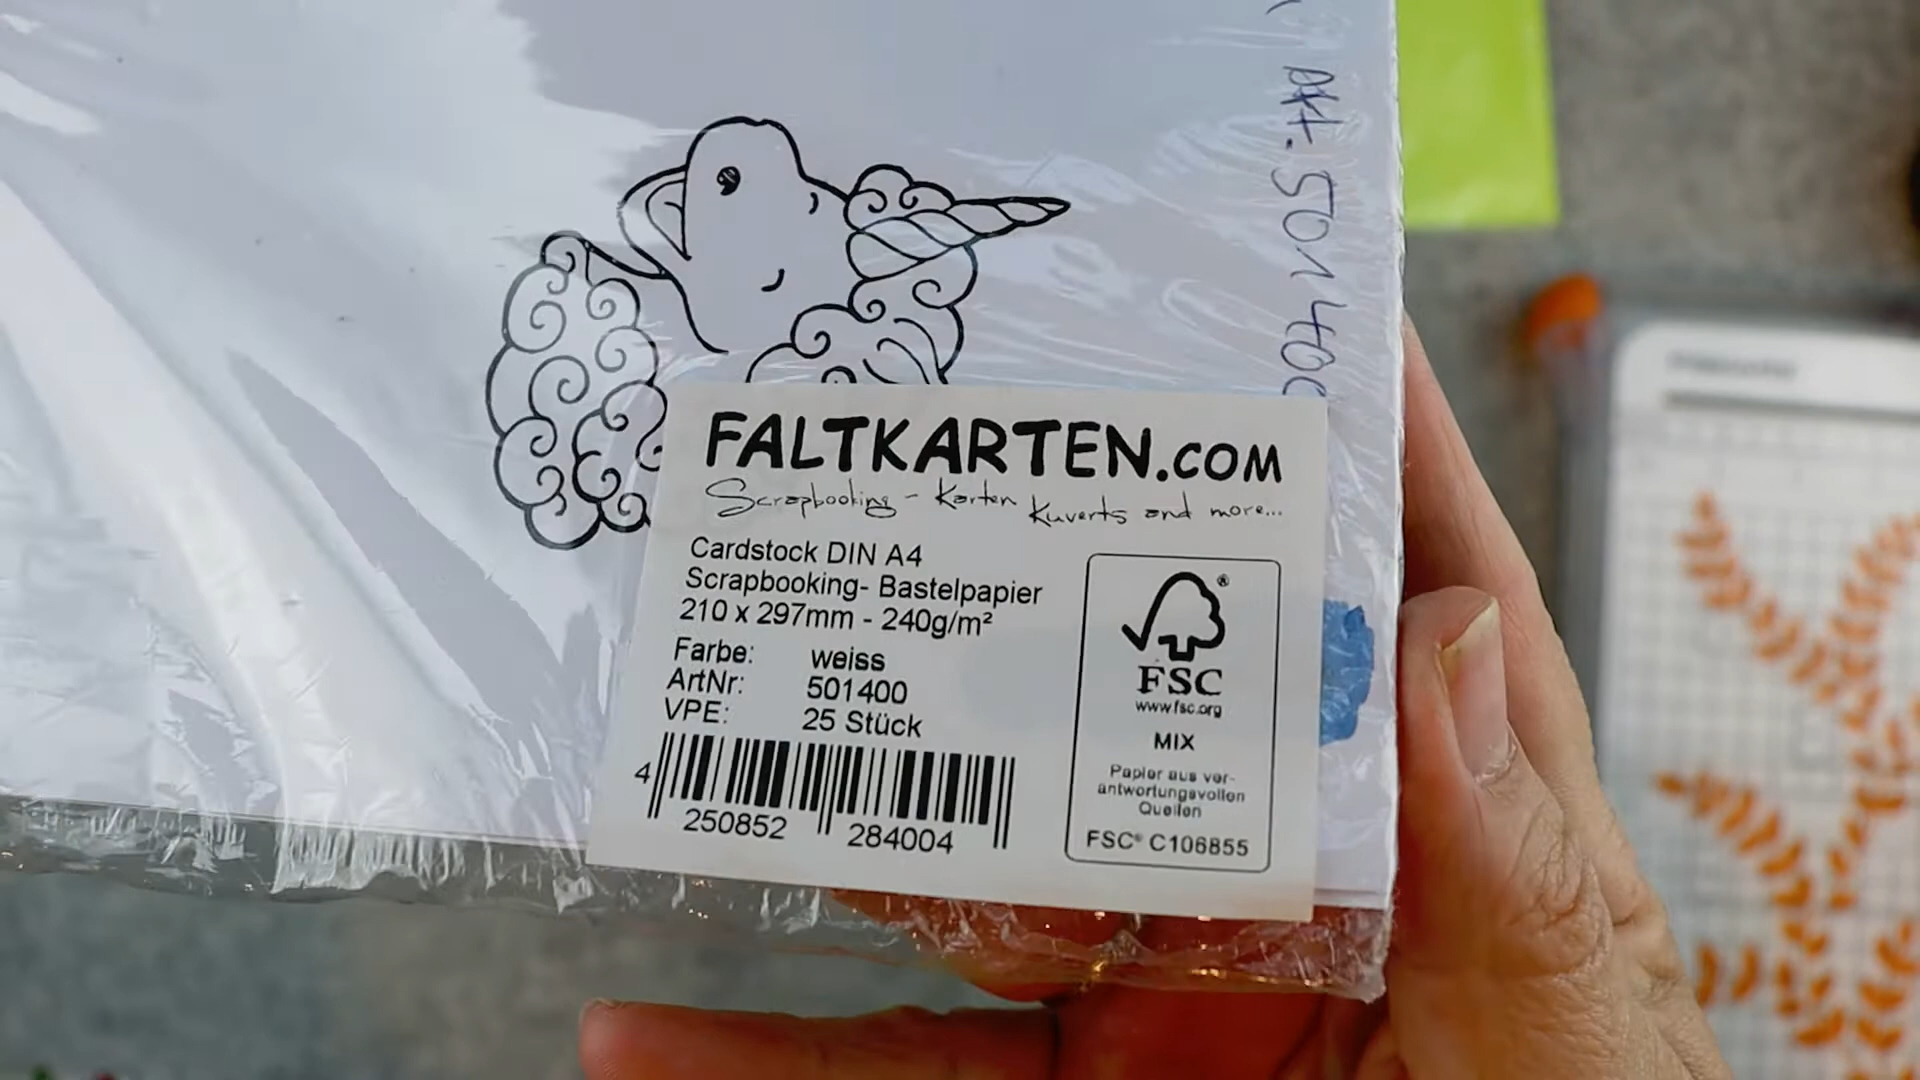 Art. 501400
FALTKARTEN.COM
Scrapbooking - Karten Kuverts and more...
Cardstock DIN A4
Scrapbooking- Bastelpapier
210 x 297mm - 240g/m²
Farbe: weiss
ArtNr: 501400
VPE: 25 Stück
4 250852 284004
®
FSC
www.fsc.org
MIX
Papier aus ver-
antwortungsvollen
Quellen
FSC® C106855